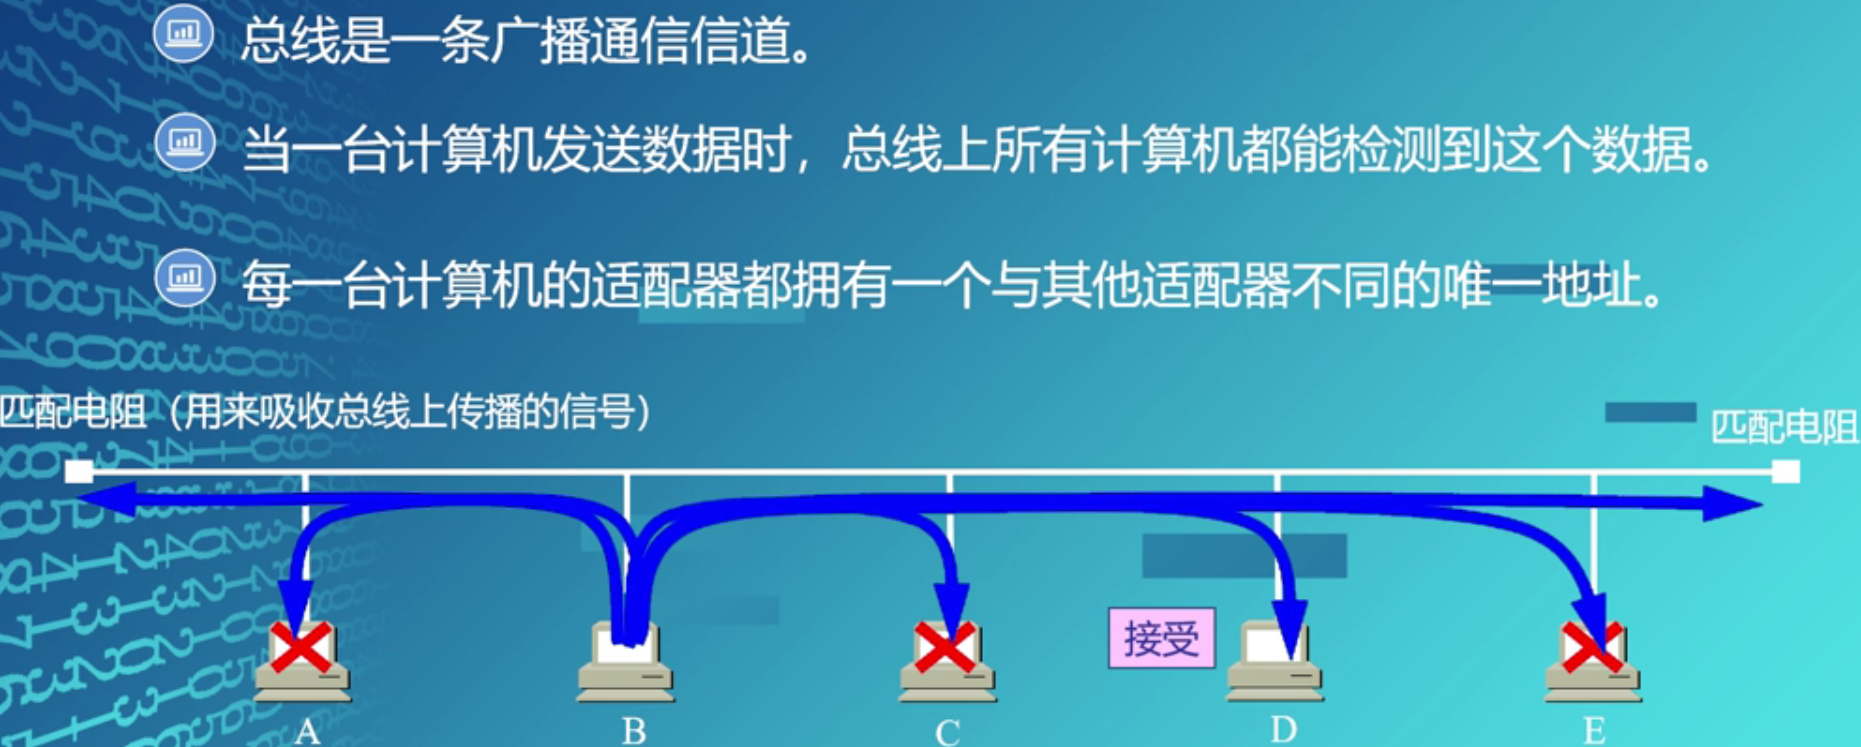 总线是一条广播通信信道。
当一台计算机发送数据时，总线上所有计算机都能检测到这个数据。
每一台计算机的适配器都拥有一个与其他适配器不同的唯一地址。
匹配电阻（用来吸收总线上传播的信号）
匹配电阻
接受
A
B
C
D
E